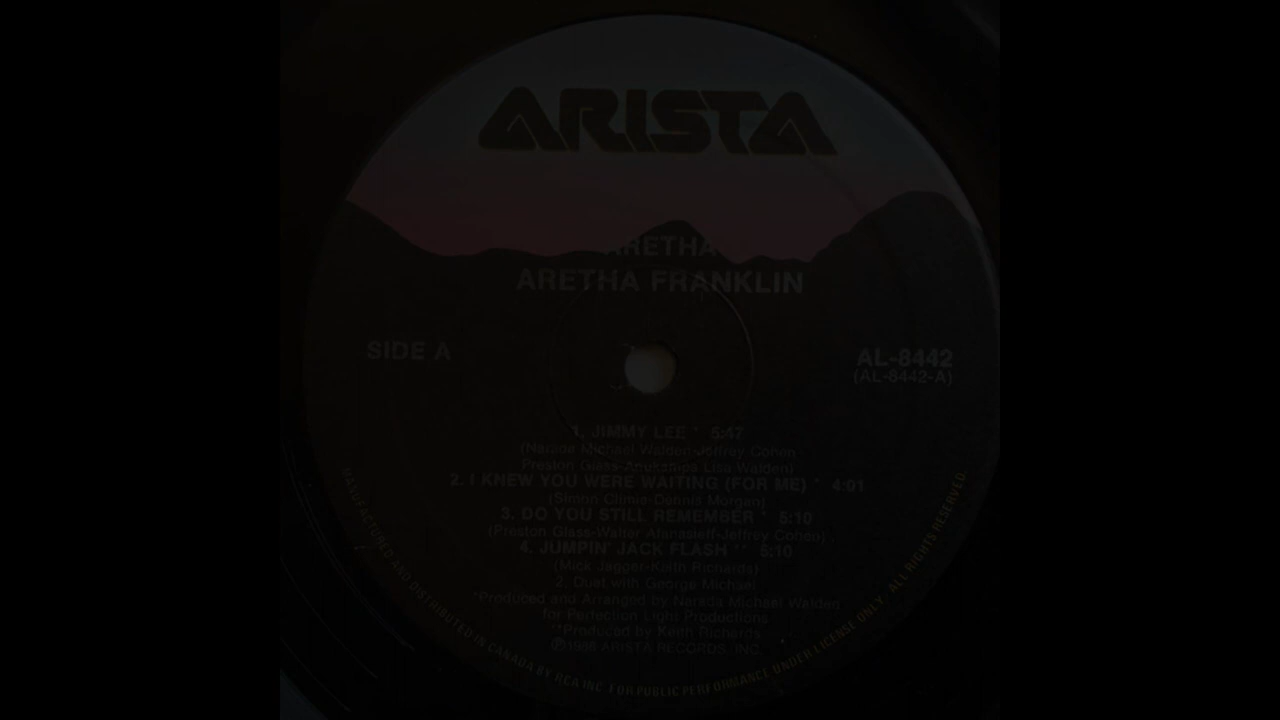 ARISTA
ARETHA
ARETHA FRANKLIN
SIDE A
AL-8442
(AL-8442-A)
1. JIMMY LEE * 5:47
(Narada Michael Walden-Jeffrey Cohen
Preston Glass-Anukampa Lisa Walden)
2. I KNEW YOU WERE WAITING (FOR ME) * 4:01
(Simon Climie-Dennis Morgan)
3. DO YOU STILL REMEMBER * 5:10
(Preston Glass-Walter Afanasieff-Jeffrey Cohen)
4. JUMPIN' JACK FLASH ** 5:10
(Mick Jagger-Keith Richards)
2. Duet with George Michael
*Produced and Arranged by Narada Michael Walden
for Perfection Light Productions
**Produced by Keith Richards
℗1986 ARISTA RECORDS, INC.
MANUFACTURED AND DISTRIBUTED IN CANADA BY RCA INC. FOR PUBLIC PERFORMANCE UNDER LICENSE ONLY. ALL RIGHTS RESERVED.